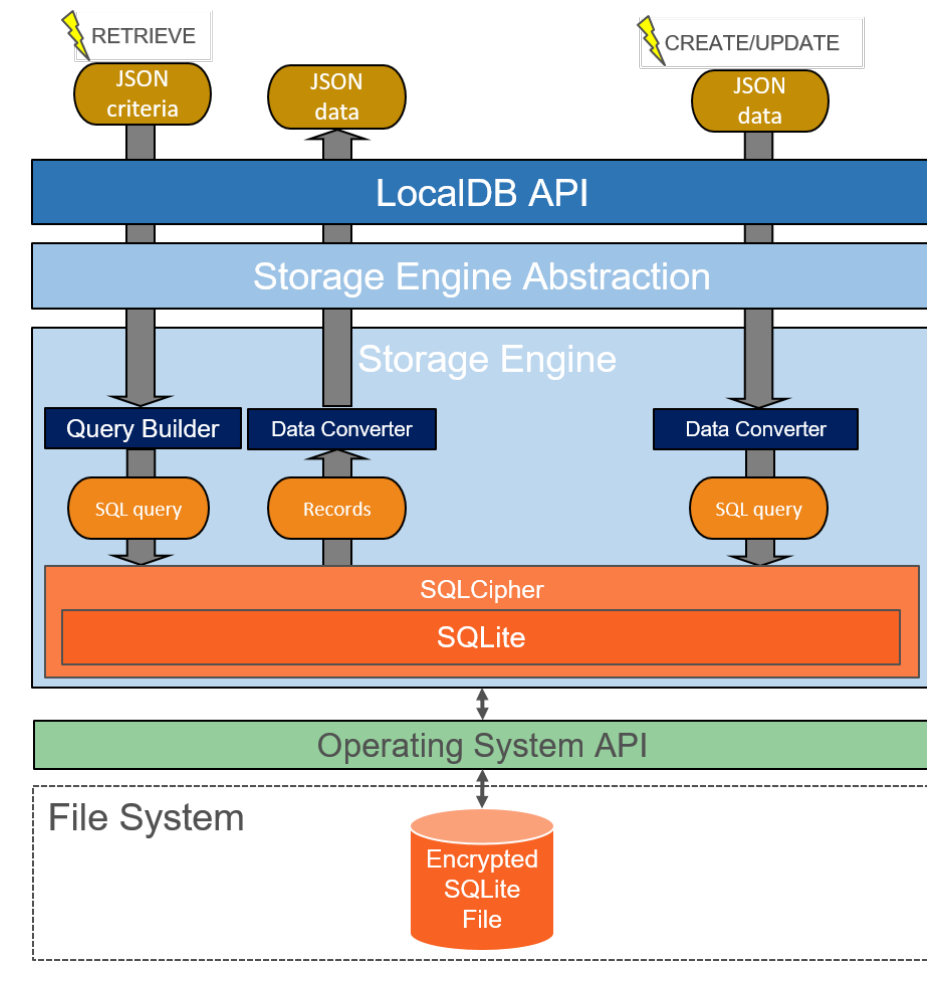 RETRIEVE
CREATE/UPDATE
JSON
criteria
JSON
data
JSON
data
LocalDB API
Storage Engine Abstraction
Storage Engine
Query Builder
Data Converter
Data Converter
SQL query
Records
SQL query
SQLCipher
SQLite
Operating System API
File System
Encrypted
SQLite
File